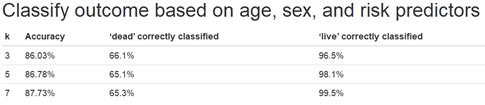 Classify outcome based on age, sex, and risk predictors
k Accuracy ‘dead’ correctly classified ‘live’ correctly classified
3 86.03% 66.1% 96.5%
5 86.78% 65.1% 98.1%
7 87.73% 65.3% 99.5%